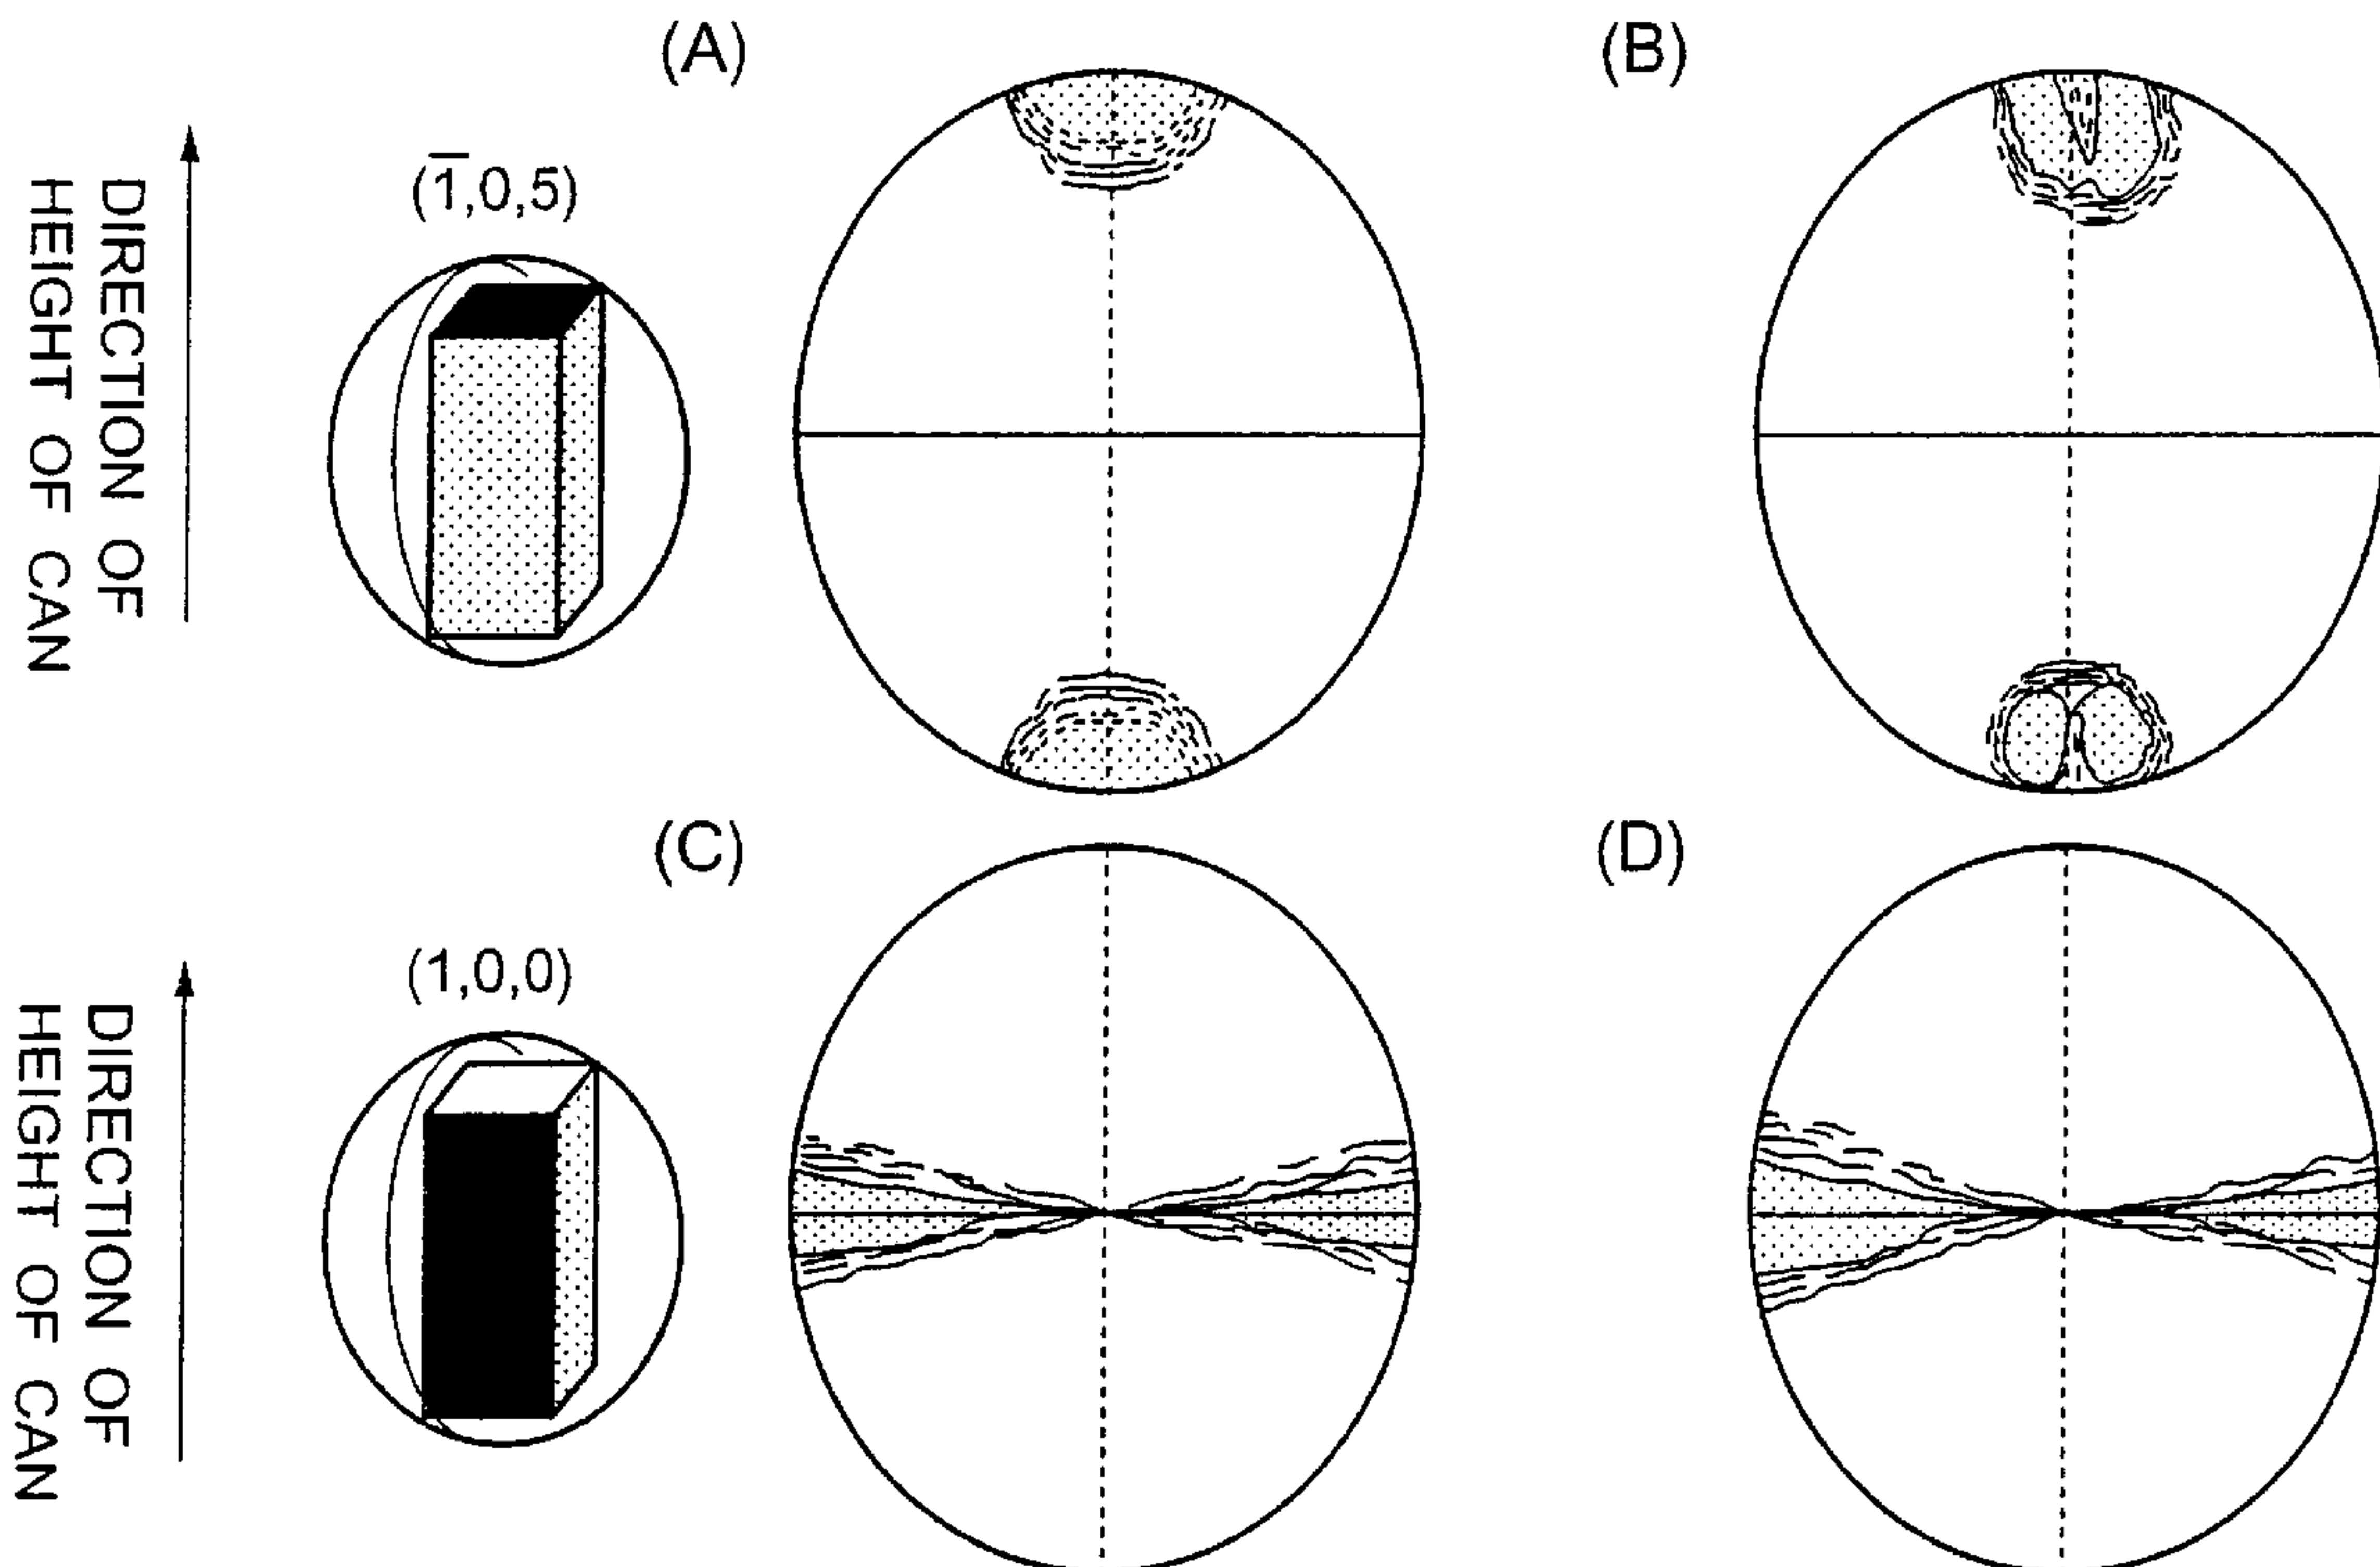 (A)
(B)
DIRECTION OF
HEIGHT OF CAN
(1̅,0,5)
(C)
(D)
DIRECTION OF
HEIGHT OF CAN
(1,0,0)